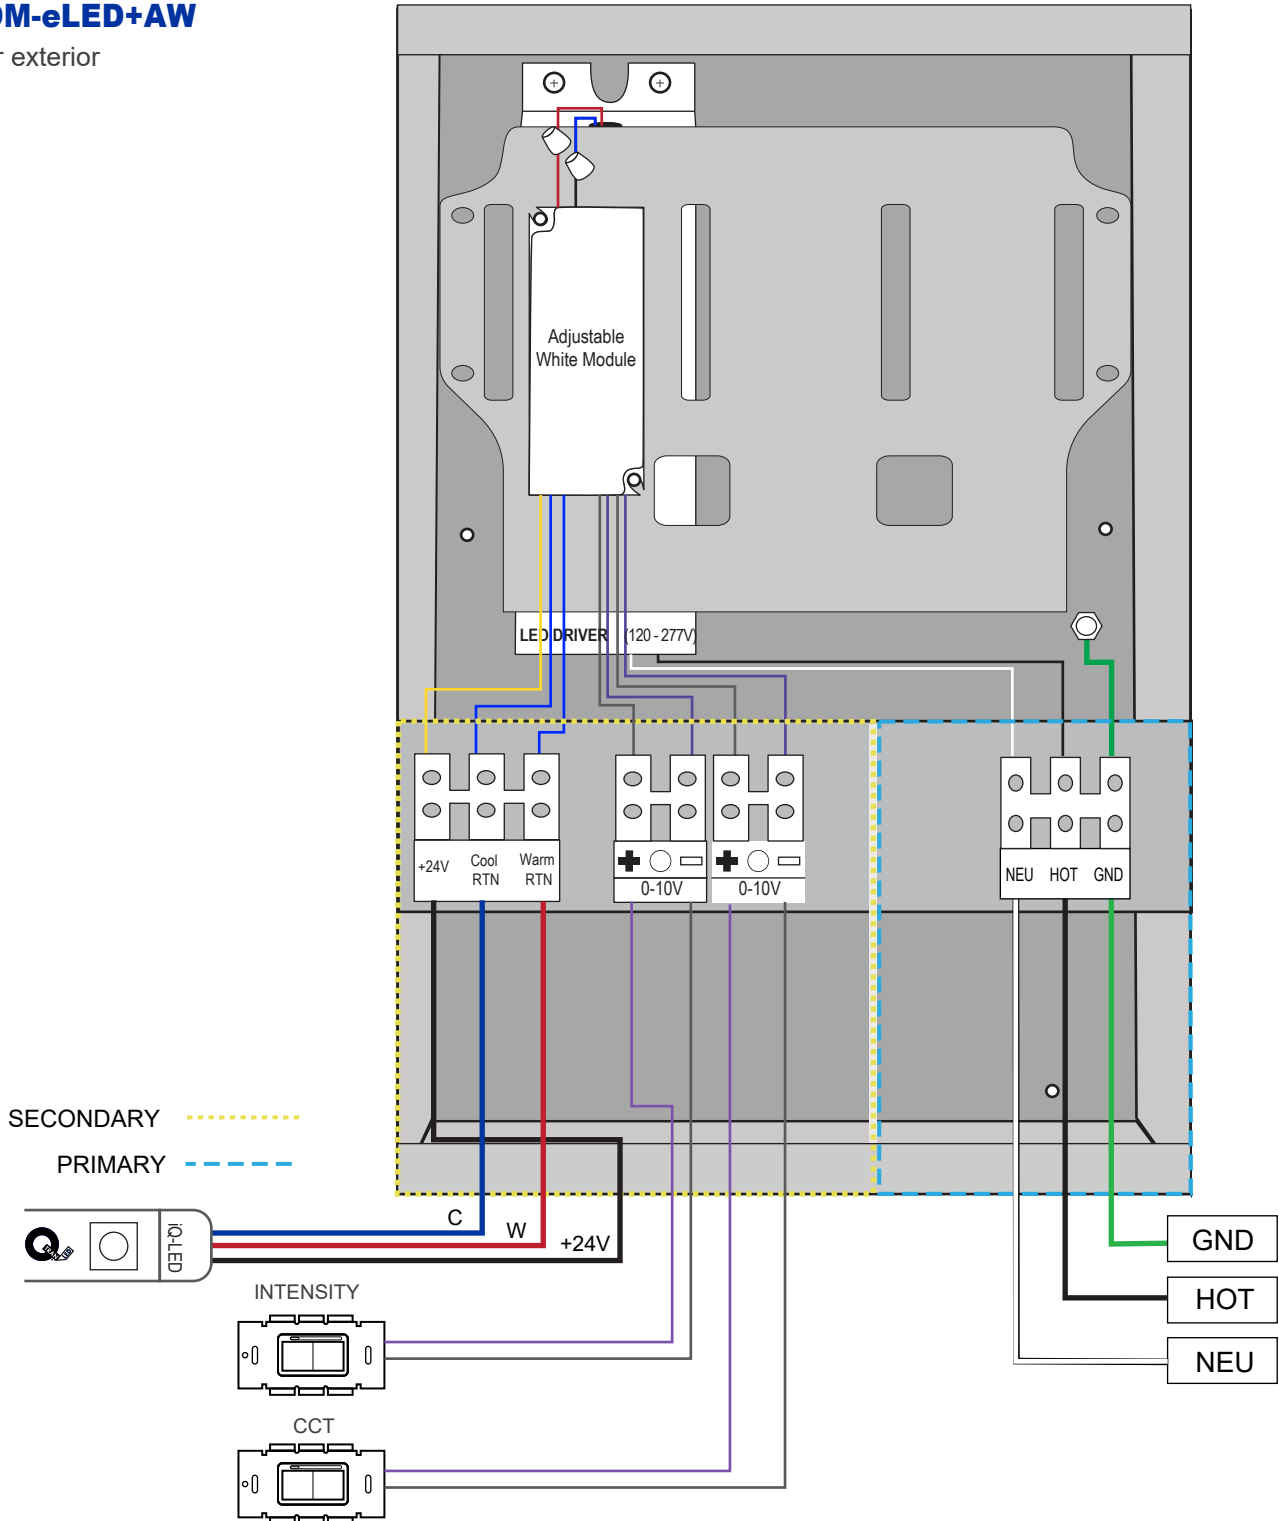 OM-eLED+AW
r exterior
Adjustable
White Module
LED DRIVER (120 - 277V)
+24V
Cool
RTN
Warm
RTN
0-10V
0-10V
NEU HOT GND
SECONDARY
PRIMARY
iQ-LED
C
W
+24V
GND
HOT
NEU
INTENSITY
CCT